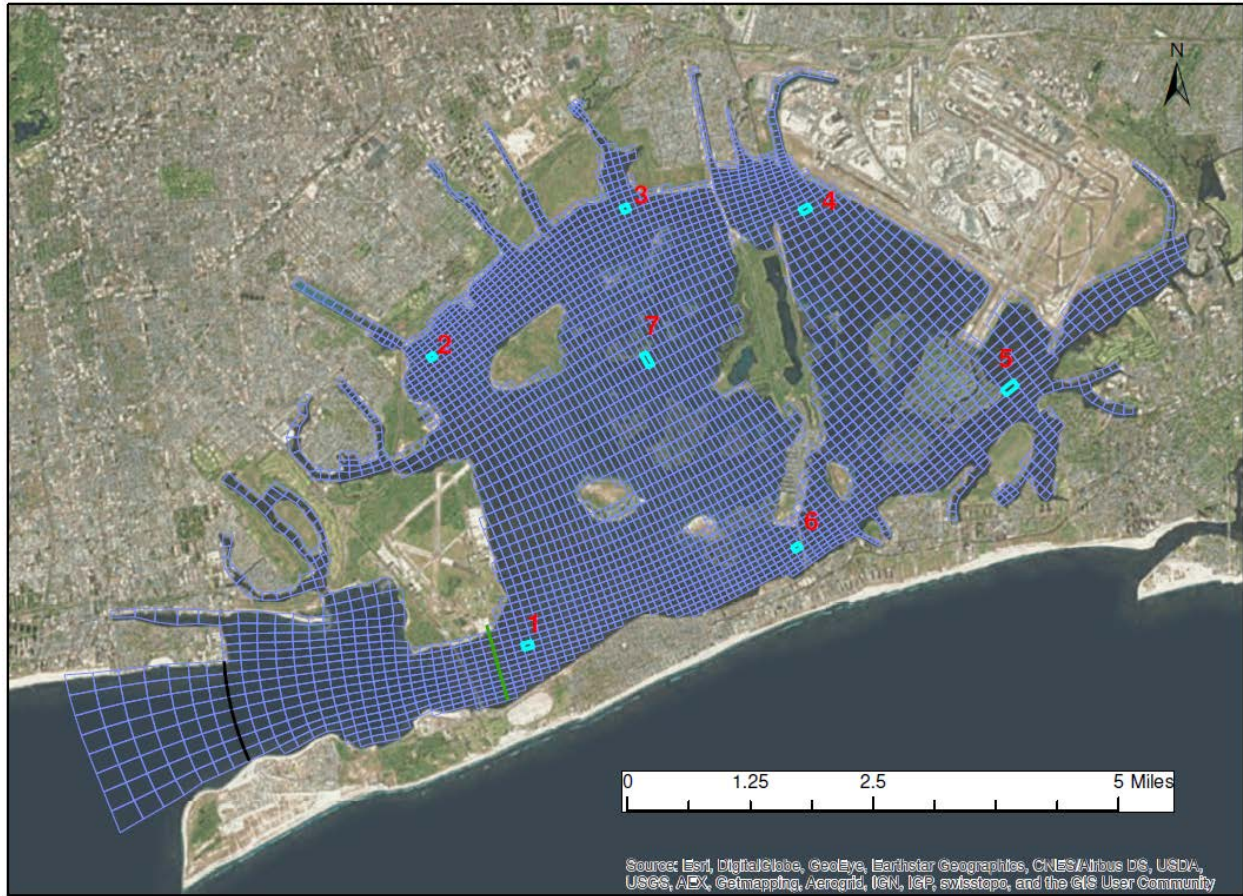 N
3
4
7
2
5
6
1
0 1.25 2.5 5 Miles
Source: Esri, DigitalGlobe, GeoEye, Earthstar Geographics, CNES/Airbus DS, USDA,
USGS, AEX, Getmapping, Aerogrid, IGN, IGP, swisstopo, and the GIS User Community